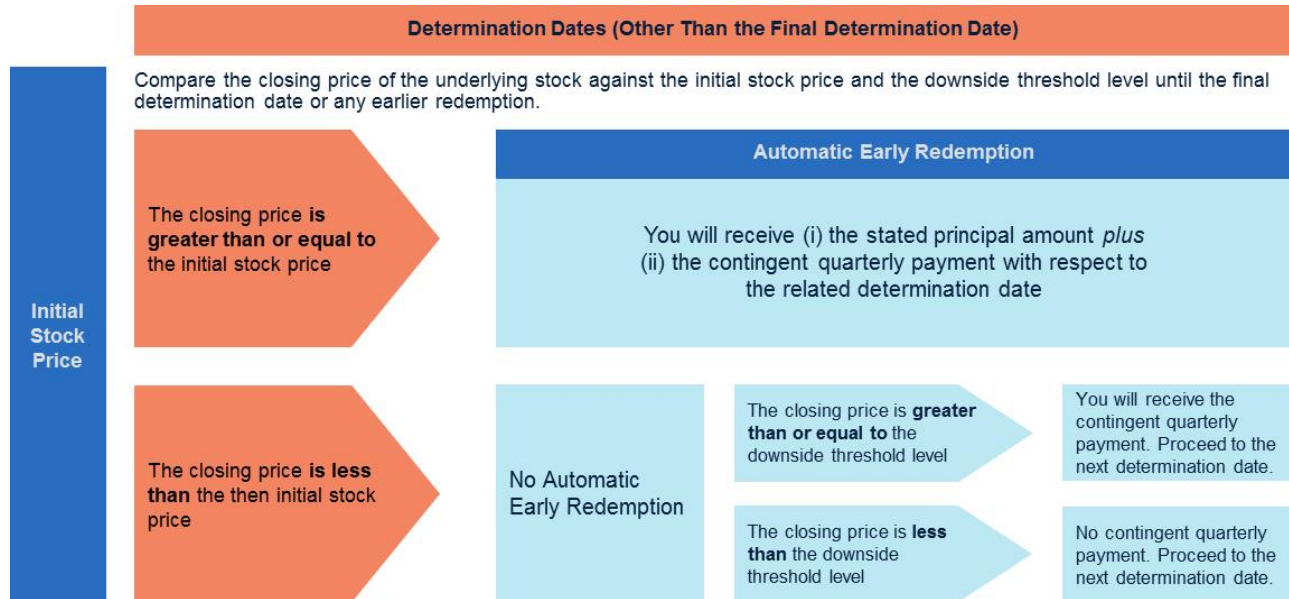 Determination Dates (Other Than the Final Determination Date)
Compare the closing price of the underlying stock against the initial stock price and the downside threshold level until the final
determination date or any earlier redemption.
Initial
Stock
Price
The closing price is
greater than or equal to
the initial stock price
Automatic Early Redemption
You will receive (i) the stated principal amount plus
(ii) the contingent quarterly payment with respect to
the related determination date
The closing price is less
than the then initial stock
price
No Automatic
Early Redemption
The closing price is greater
than or equal to the
downside threshold level
You will receive the
contingent quarterly
payment. Proceed to the
next determination date.
The closing price is less
than the downside
threshold level
No contingent quarterly
payment. Proceed to the
next determination date.